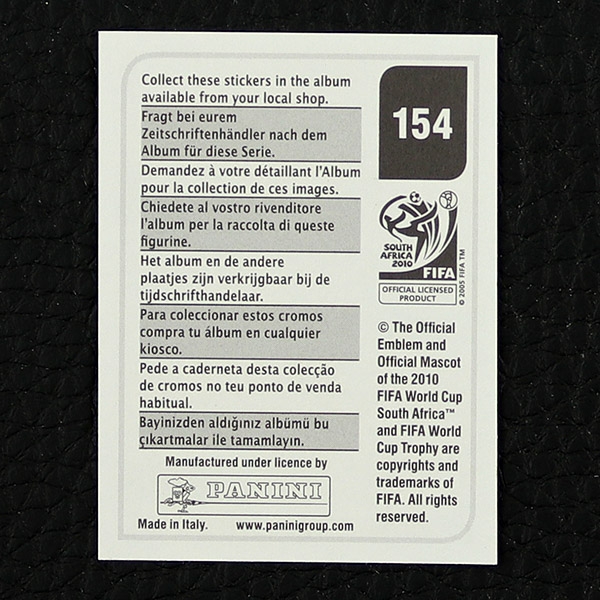 Collect these stickers in the album
available from your local shop.
Fragt bei eurem
Zeitschriftenhändler nach dem
Album für diese Serie.
Demandez à votre détaillant l'Album
pour la collection de ces images.
Chiedete al vostro rivenditore
l'album per la raccolta di queste
figurine.
Het album en de andere
plaatjes zijn verkrijgbaar bij de
tijdschrifthandelaar.
Para coleccionar estos cromos
compra tu álbum en cualquier
kiosco.
Pede a caderneta desta colecção
de cromos no teu ponto de venda
habitual.
Bayinizden aldığınız albümü bu
çıkartmalar ile tamamlayın.
Manufactured under licence by
PANINI
Made in Italy. www.paninigroup.com
154
SOUTH
AFRICA
2010
FIFA
OFFICIAL LICENSED
PRODUCT
© 2005 FIFA TM
© The Official
Emblem and
Official Mascot
of the 2010
FIFA World Cup
South Africa™
and FIFA World
Cup Trophy are
copyrights and
trademarks of
FIFA. All rights
reserved.